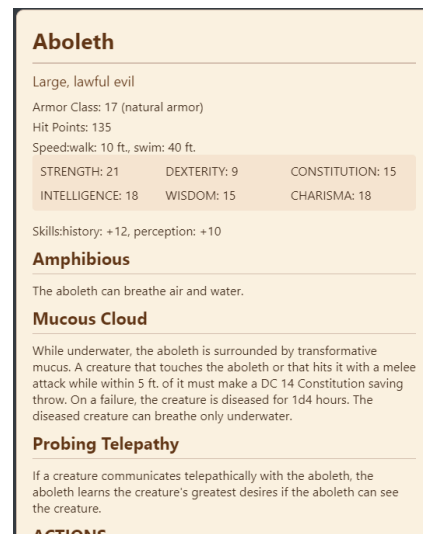 Aboleth
Large, lawful evil
Armor Class: 17 (natural armor)
Hit Points: 135
Speed:walk: 10 ft., swim: 40 ft.
STRENGTH: 21 DEXTERITY: 9 CONSTITUTION: 15
INTELLIGENCE: 18 WISDOM: 15 CHARISMA: 18
Skills:history: +12, perception: +10
Amphibious
The aboleth can breathe air and water.
Mucous Cloud
While underwater, the aboleth is surrounded by transformative
mucus. A creature that touches the aboleth or that hits it with a melee
attack while within 5 ft. of it must make a DC 14 Constitution saving
throw. On a failure, the creature is diseased for 1d4 hours. The
diseased creature can breathe only underwater.
Probing Telepathy
If a creature communicates telepathically with the aboleth, the
aboleth learns the creature's greatest desires if the aboleth can see
the creature.
ACTIONS